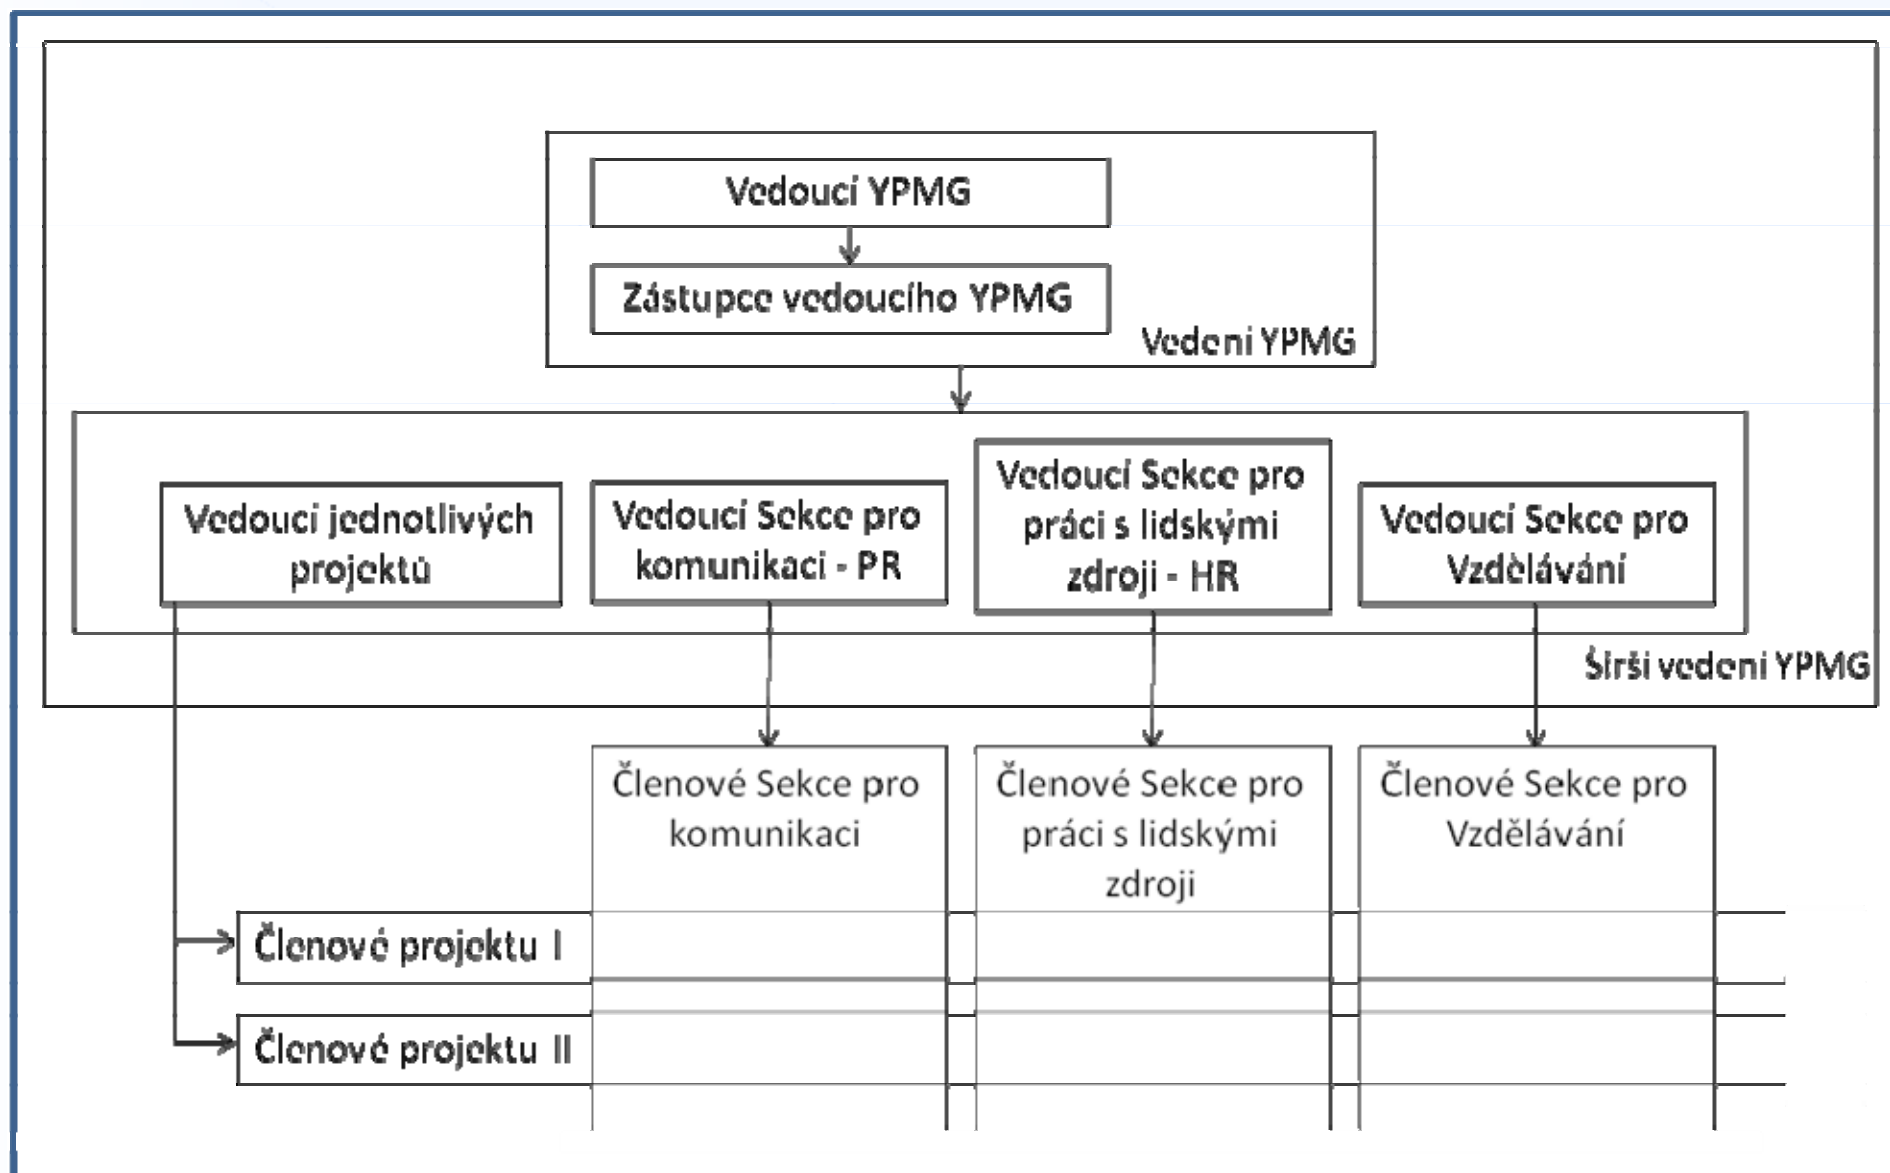 Vedoucí YPMG
Zástupce vedoucího YPMG
Vedení YPMG
Vedoucí jednotlivých
projektů
Vedoucí Sekce pro
komunikaci - PR
Vedoucí Sekce pro
práci s lidskými
zdroji - HR
Vedoucí Sekce pro
Vzdělávání
Širší vedení YPMG
Členové Sekce pro
komunikaci
Členové Sekce pro
práci s lidskými
zdroji
Členové Sekce pro
Vzdělávání
Členové projektu I
Členové projektu II